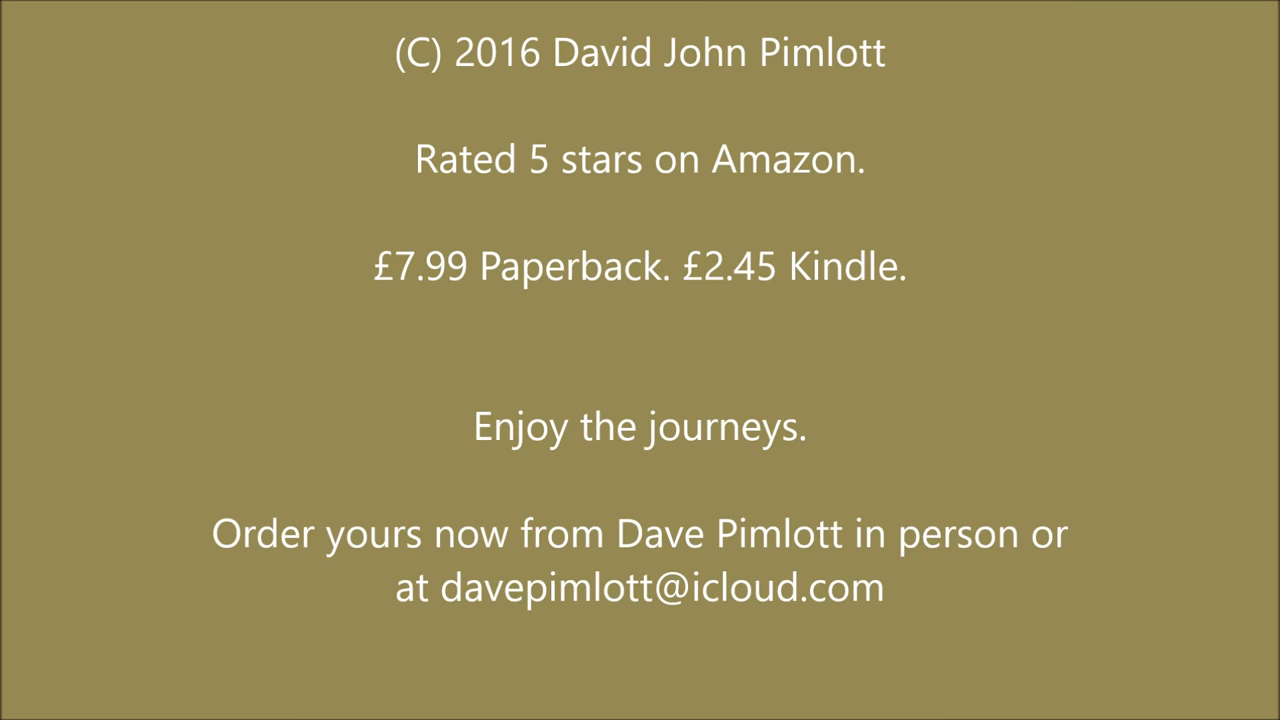 (C) 2016 David John Pimlott
Rated 5 stars on Amazon.
£7.99 Paperback. £2.45 Kindle.
Enjoy the journeys.
Order yours now from Dave Pimlott in person or
at davepimlott@icloud.com